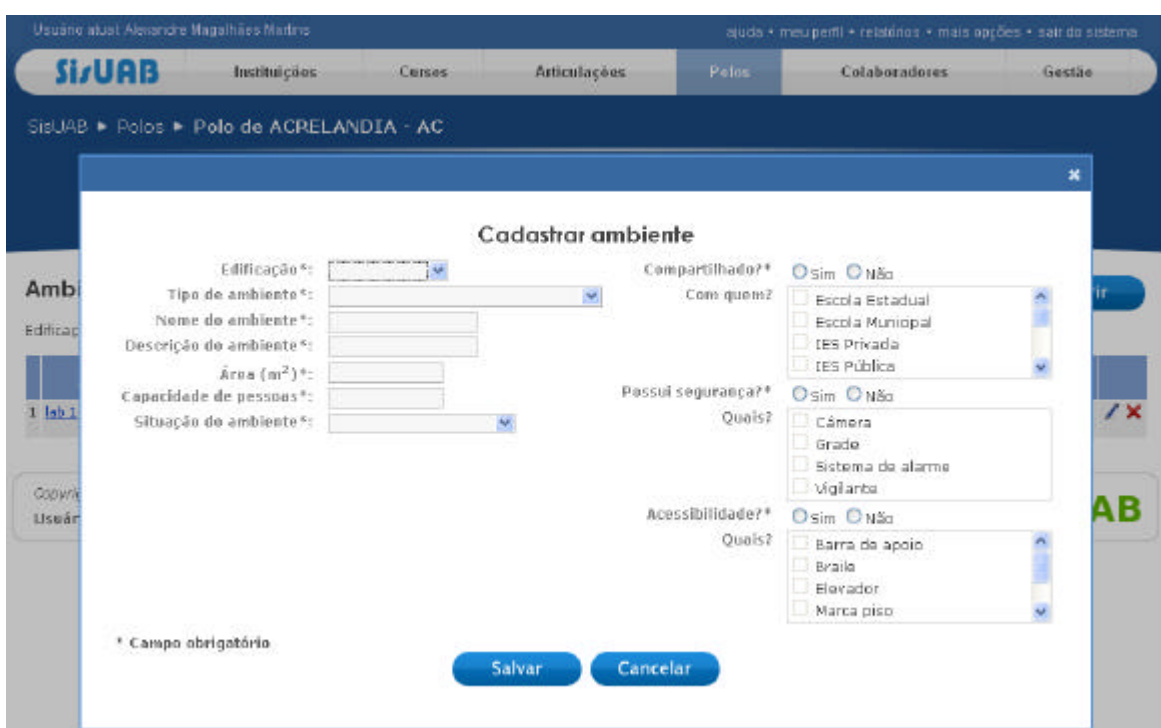 Usuário atual: Alexandre Magalhães Martins
ajuda • meu perfil • relatórios • mais opções • sair do sistema
SisUAB
Instituições
Cursos
Articulações
Polos
Colaboradores
Gestão
SisUAB ► Polos ► Polo de ACRELANDIA - AC
Cadastrar ambiente
Edificação*:
Tipo de ambiente*:
Nome do ambiente*:
Descrição do ambiente*:
Área (m²)*:
Capacidade de pessoas*:
Situação do ambiente*:
Compartilhado?*
Sim Não
Com quem?
Escola Estadual
Escola Municipal
IES Privada
IES Pública
Possui segurança?*
Sim Não
Quais?
Câmera
Grade
Sistema de alarme
Vigilante
Acessibilidade?*
Sim Não
Quais?
Barra de apoio
Braile
Elevador
Marca piso
* Campo obrigatório
Salvar
Cancelar
Ambi
Edificaç
ir
1 lab 1
Copyri
Usuár
AB